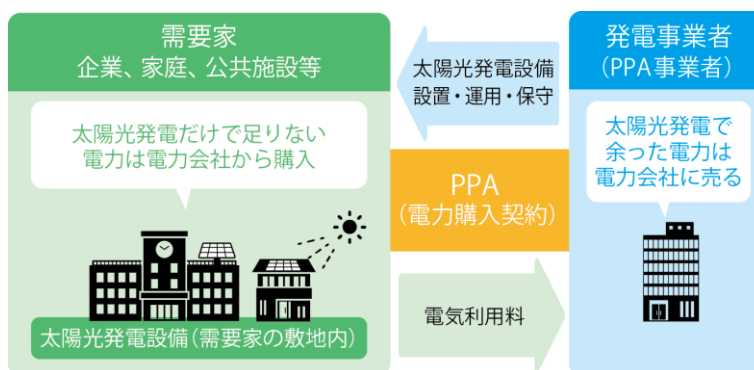 需要家
企業、家庭、公共施設等
太陽光発電だけで足りない
電力は電力会社から購入
太陽光発電設備(需要家の敷地内)
太陽光発電設備
設置・運用・保守
PPA
(電力購入契約)
電気利用料
発電事業者
(PPA事業者)
太陽光発電で
余った電力は
電力会社に売る